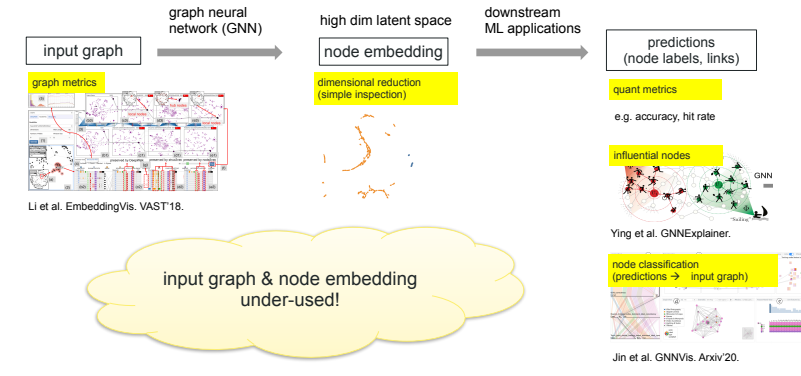 graph neural
network (GNN)
high dim latent space
downstream
ML applications
input graph
node embedding
predictions
(node labels, links)
graph metrics
dimensional reduction
(simple inspection)
quant metrics
e.g. accuracy, hit rate
influential nodes
GNN
"Sailing"
Li et al. EmbeddingVis. VAST'18.
Ying et al. GNNExplainer.
input graph & node embedding
under-used!
node classification
(predictions → input graph)
Jin et al. GNNVis. Arxiv'20.